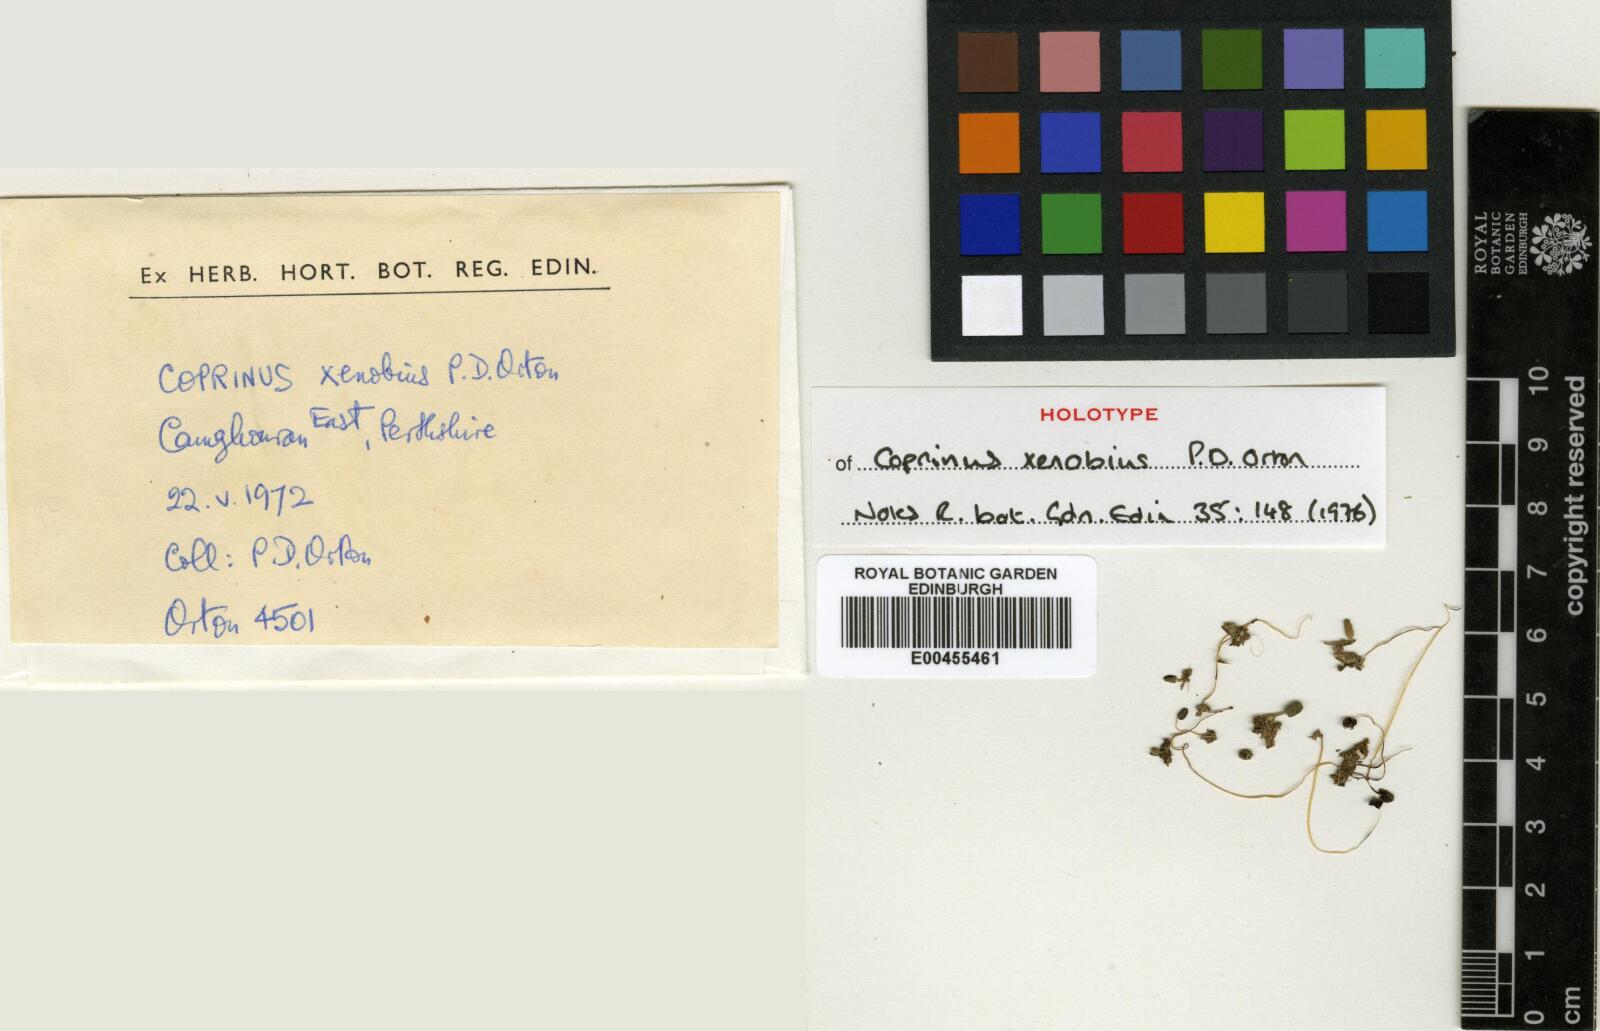 Ex HERB. HORT. BOT. REG. EDIN.
COPRINUS xenobius P.D. Orton
Camghouran East, Perthshire
22.V.1972
Coll: P.D. Orton
Orton 4501
HOLOTYPE
of Coprinus xenobius P.D. Orton
Notes R. bot. Gdn. Edin 35: 148 (1976)
ROYAL BOTANIC GARDEN
EDINBURGH
E00455461
ROYAL
BOTANIC
GARDEN
EDINBURGH
10
9
8
7
6
5
4
3
2
1
0
cm
copyright reserved